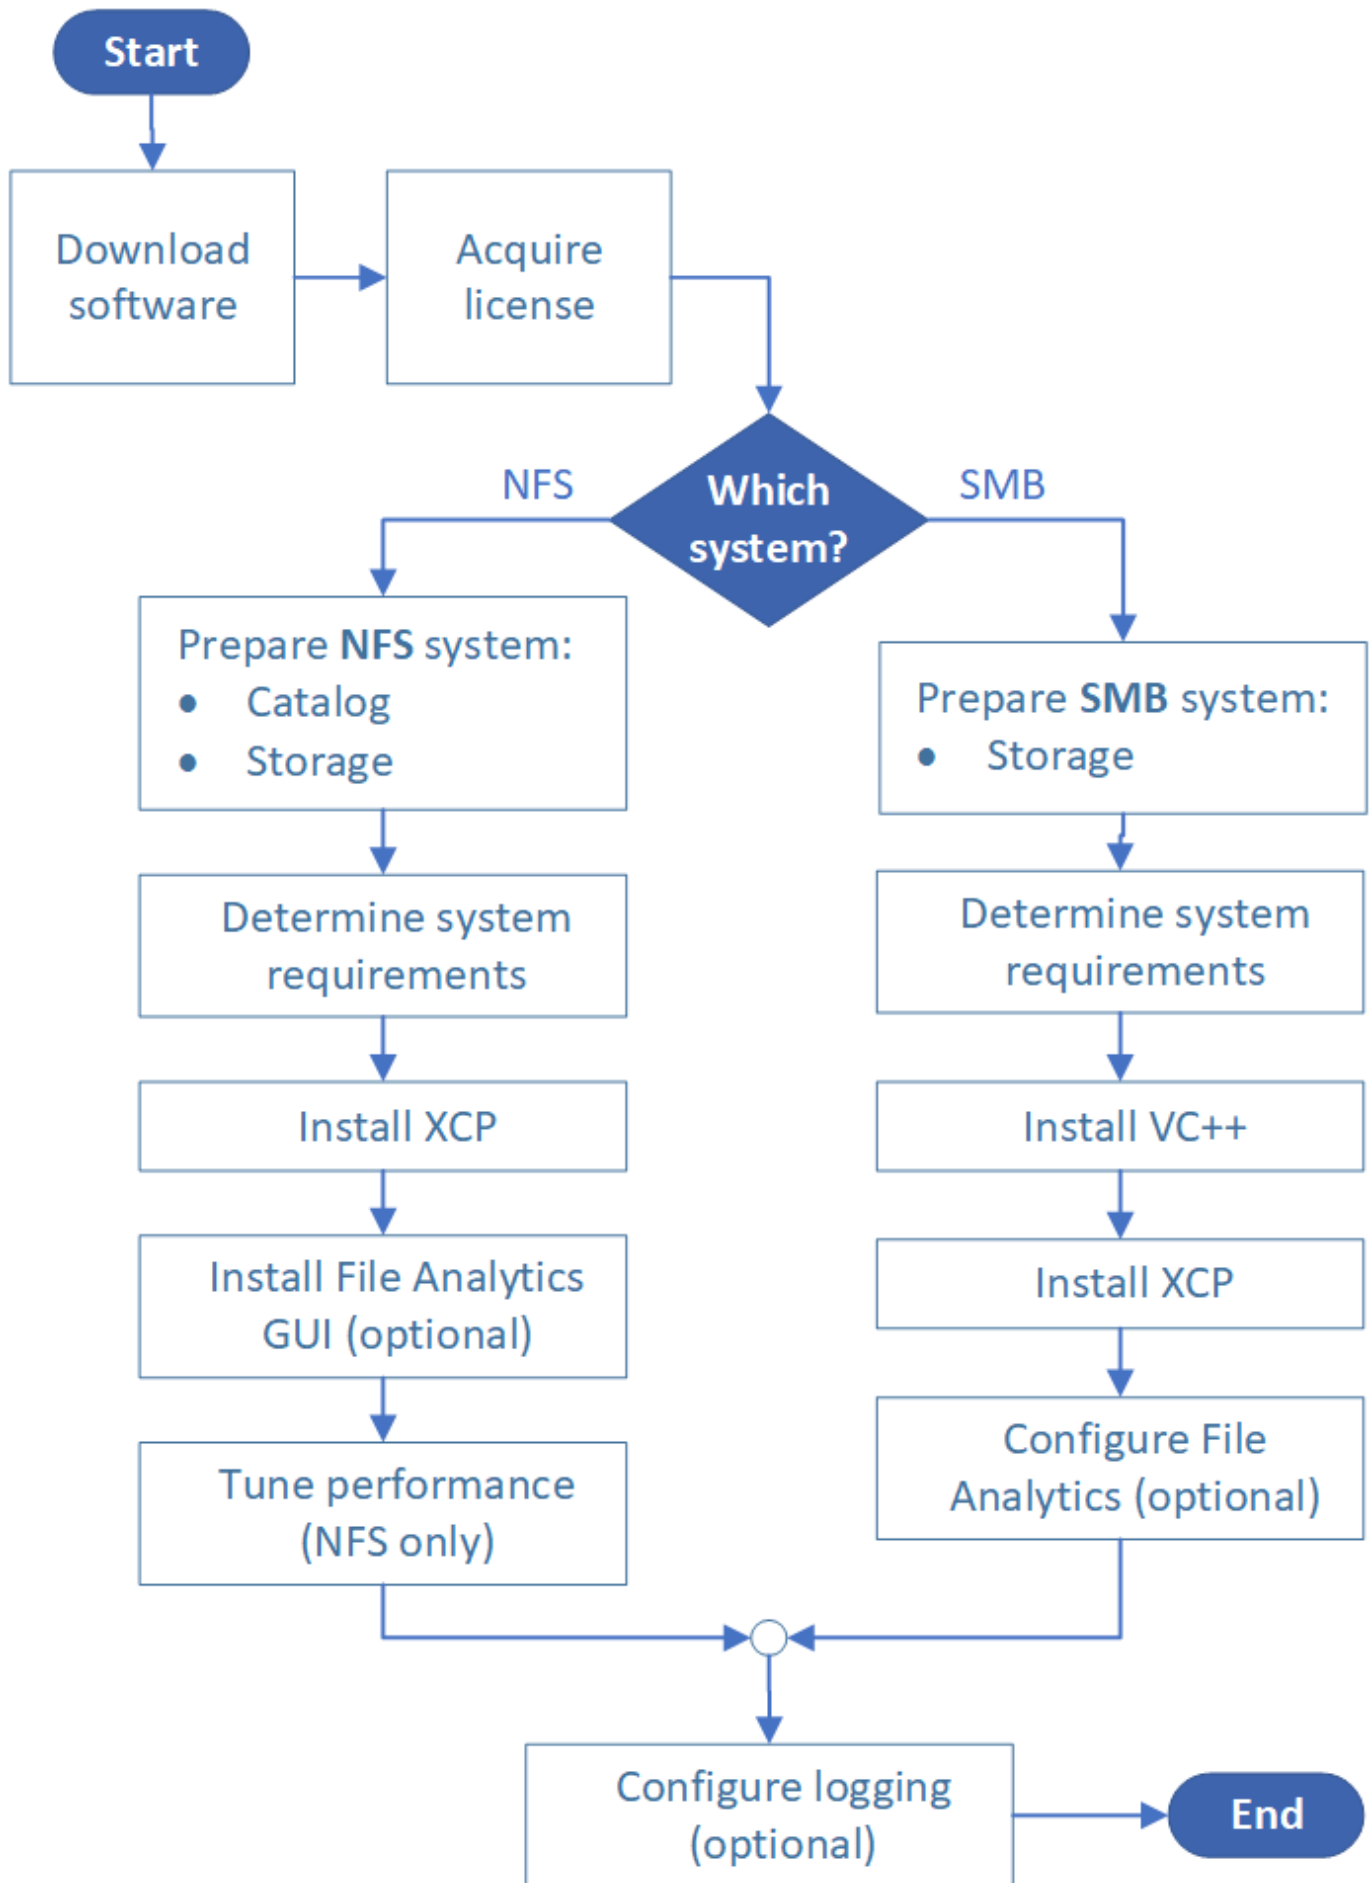 Start
Download
software
Acquire
license
Which
system?
NFS
SMB
Prepare NFS system:
• Catalog
• Storage
Determine system
requirements
Install XCP
Install File Analytics
GUI (optional)
Tune performance
(NFS only)
Prepare SMB system:
• Storage
Determine system
requirements
Install VC++
Install XCP
Configure File
Analytics (optional)
Configure logging
(optional)
End